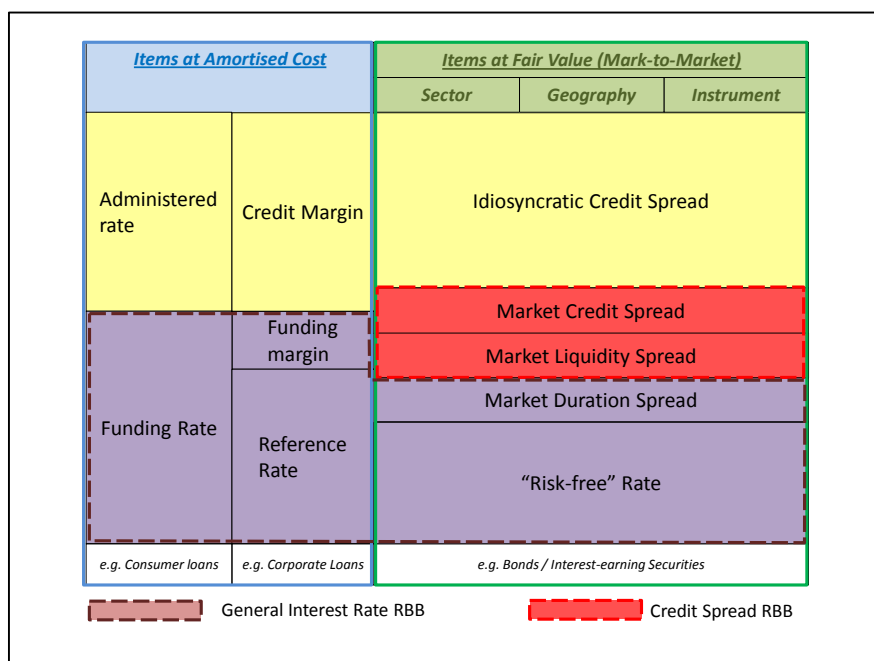 Items at Amortised Cost
Items at Fair Value (Mark-to-Market)
Sector
Geography
Instrument
Administered
rate
Credit Margin
Idiosyncratic Credit Spread
Market Credit Spread
Funding
margin
Market Liquidity Spread
Market Duration Spread
Funding Rate
Reference
Rate
“Risk-free” Rate
e.g. Consumer loans
e.g. Corporate Loans
e.g. Bonds / Interest-earning Securities
General Interest Rate RBB
Credit Spread RBB